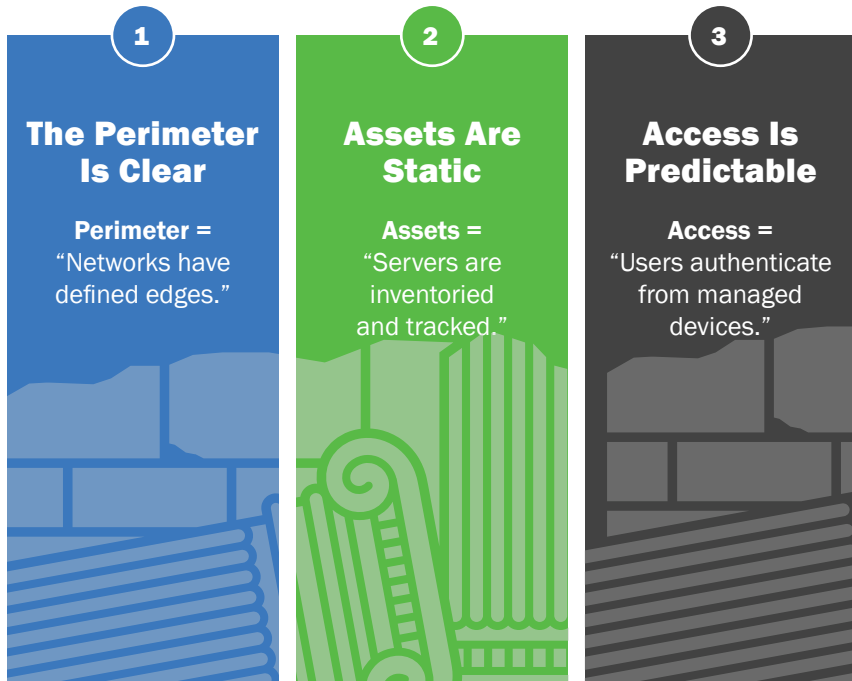 1
The Perimeter
Is Clear
Perimeter =
“Networks have
defined edges.”
2
Assets Are
Static
Assets =
“Servers are
inventoried
and tracked.”
3
Access Is
Predictable
Access =
“Users authenticate
from managed
devices.”